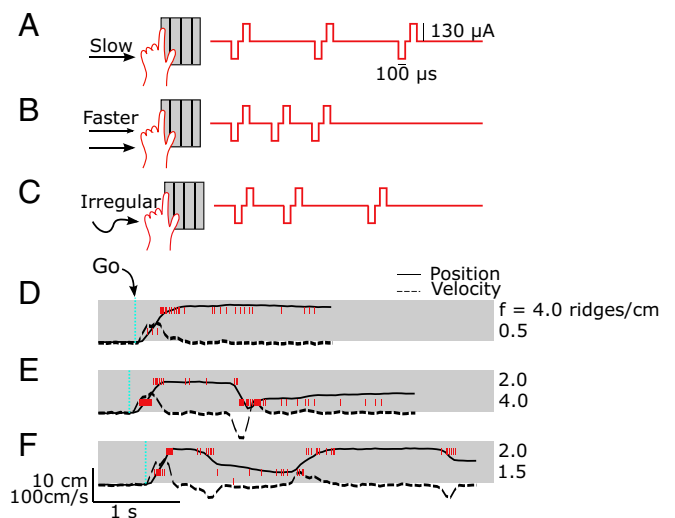 A
Slow
130 µA
100 µs
B
Faster
C
Irregular
Go
Position
Velocity
D
f = 4.0 ridges/cm
0.5
E
2.0
4.0
F
2.0
1.5
10 cm
100cm/s
1 s